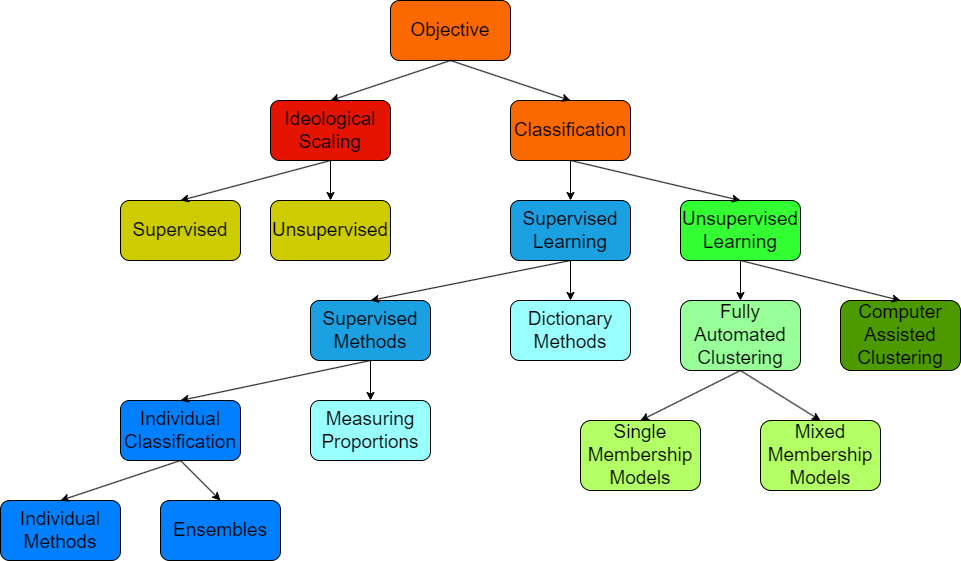 Objective
Ideological
Scaling
Classification
Supervised
Unsupervised
Supervised
Learning
Unsupervised
Learning
Supervised
Methods
Dictionary
Methods
Fully
Automated
Clustering
Computer
Assisted
Clustering
Individual
Classification
Measuring
Proportions
Single
Membership
Models
Mixed
Membership
Models
Individual
Methods
Ensembles